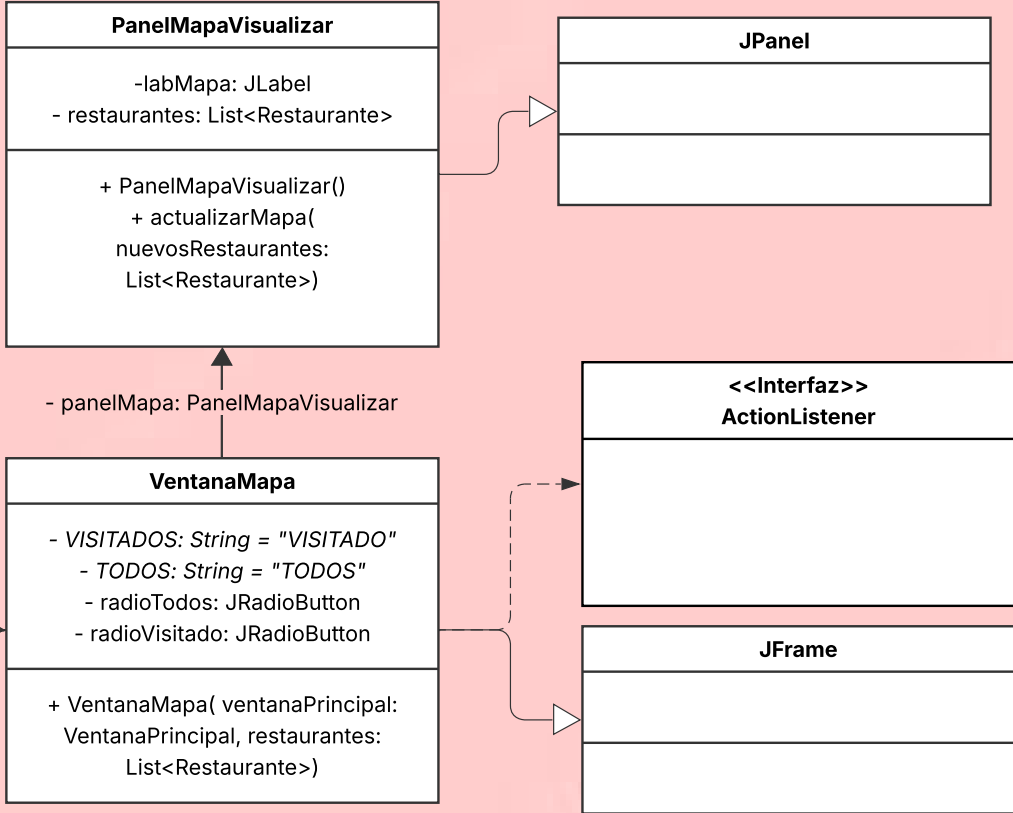 PanelMapaVisualizar
-labMapa: JLabel
- restaurantes: List<Restaurante>
+ PanelMapaVisualizar()
+ actualizarMapa(
nuevosRestaurantes:
List<Restaurante>)
JPanel
- panelMapa: PanelMapaVisualizar
<<Interfaz>>
ActionListener
VentanaMapa
- VISITADOS: String = "VISITADO"
- TODOS: String = "TODOS"
- radioTodos: JRadioButton
- radioVisitado: JRadioButton
+ VentanaMapa( ventanaPrincipal:
VentanaPrincipal, restaurantes:
List<Restaurante>)
JFrame